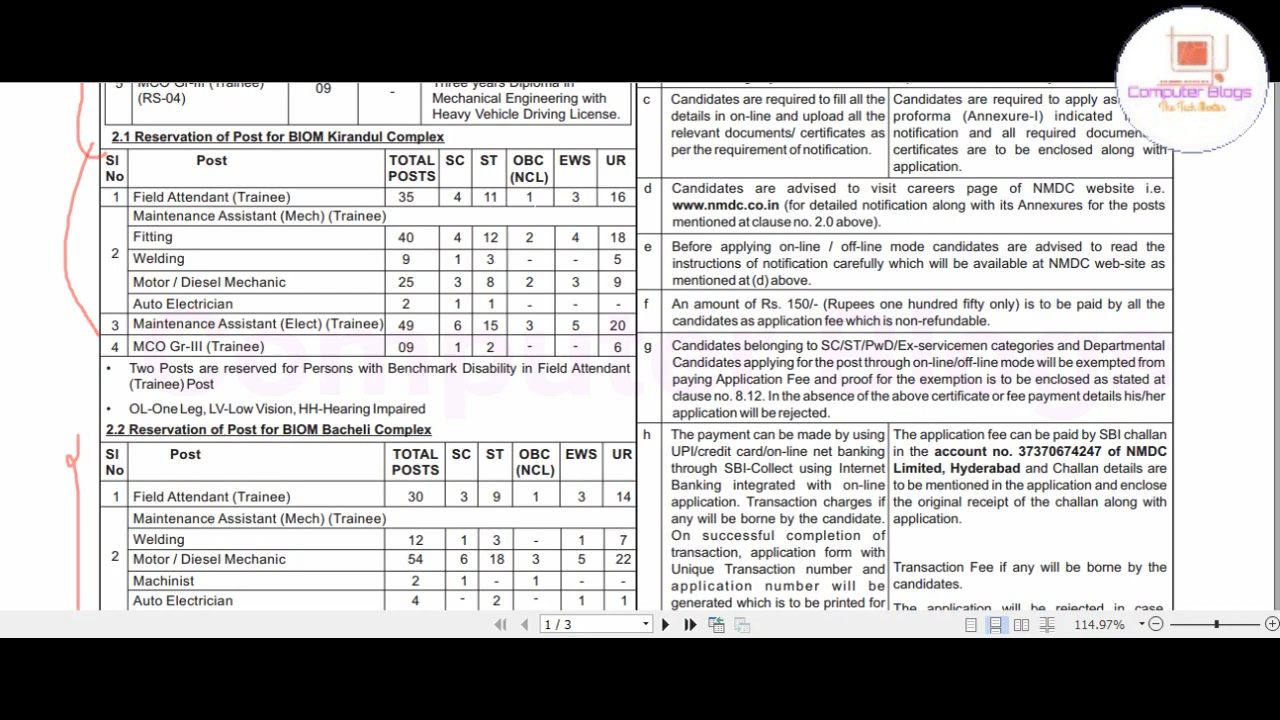 Computer Blogs
The Tech Master
5 MCO Gr-III (Trainee) 09 - Three years Diploma in
(RS-04) Mechanical Engineering with
Heavy Vehicle Driving License.
2.1 Reservation of Post for BIOM Kirandul Complex
Sl Post TOTAL SC ST OBC EWS UR
No POSTS (NCL)
1 Field Attendant (Trainee) 35 4 11 1 3 16
2 Maintenance Assistant (Mech) (Trainee)
Fitting 40 4 12 2 4 18
Welding 9 1 3 - - 5
Motor / Diesel Mechanic 25 3 8 2 3 9
Auto Electrician 2 1 1 - - -
3 Maintenance Assistant (Elect) (Trainee) 49 6 15 3 5 20
4 MCO Gr-III (Trainee) 09 1 2 - - 6
• Two Posts are reserved for Persons with Benchmark Disability in Field Attendant
(Trainee) Post
• OL-One Leg, LV-Low Vision, HH-Hearing Impaired
2.2 Reservation of Post for BIOM Bacheli Complex
Sl Post TOTAL SC ST OBC EWS UR
No POSTS (NCL)
1 Field Attendant (Trainee) 30 3 9 1 3 14
2 Maintenance Assistant (Mech) (Trainee)
Welding 12 1 3 - 1 7
Motor / Diesel Mechanic 54 6 18 3 5 22
Machinist 2 1 - 1 - -
Auto Electrician 4 - 2 - 1 1
c Candidates are required to fill all the
details in on-line and upload all the
relevant documents/ certificates as
per the requirement of notification.
Candidates are required to apply as
proforma (Annexure-I) indicated
notification and all required
certificates are to be enclosed along with
application.
d Candidates are advised to visit careers page of NMDC website i.e.
www.nmdc.co.in (for detailed notification along with its Annexures for the posts
mentioned at clause no. 2.0 above).
e Before applying on-line / off-line mode candidates are advised to read the
instructions of notification carefully which will be available at NMDC web-site as
mentioned at (d) above.
f An amount of Rs. 150/- (Rupees one hundred fifty only) is to be paid by all the
candidates as application fee which is non-refundable.
g Candidates belonging to SC/ST/PwD/Ex-servicemen categories and Departmental
Candidates applying for the post through on-line/off-line mode will be exempted from
paying Application Fee and proof for the exemption is to be enclosed as stated at
clause no. 8.12. In the absence of the above certificate or fee payment details his/her
application will be rejected.
h The payment can be made by using
UPI/credit card/on-line net banking
through SBI-Collect using Internet
Banking integrated with on-line
application. Transaction charges if
any will be borne by the candidate.
On successful completion of
transaction, application form with
Unique Transaction number and
application number will be
generated which is to be printed for
The application fee can be paid by SBI challan
in the account no. 37370674247 of NMDC
Limited, Hyderabad and Challan details are
to be mentioned in the application and enclose
the original receipt of the challan along with
application.
Transaction Fee if any will be borne by the
candidates.
The application will be rejected in case
1 / 3
114.97%